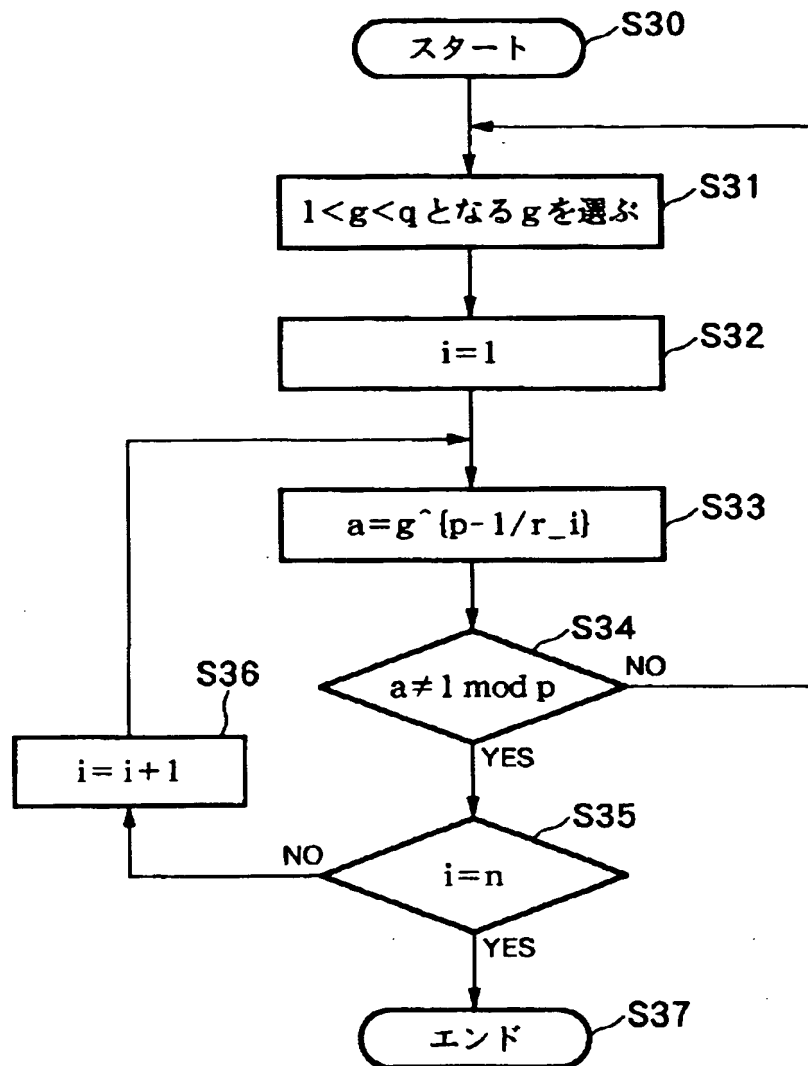 スタート
S30
1<g<qとなるgを選ぶ
S31
i=1
S32
a=g^{p-1/r_i}
S33
a≠1 mod p
S34
NO
YES
S36
i=i+1
i=n
S35
NO
YES
エンド
S37